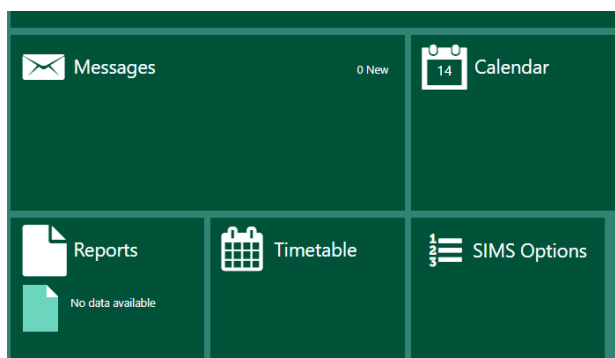 Messages
0 New
14
Calendar
Reports
No data available
Timetable
1
2
3
SIMS Options